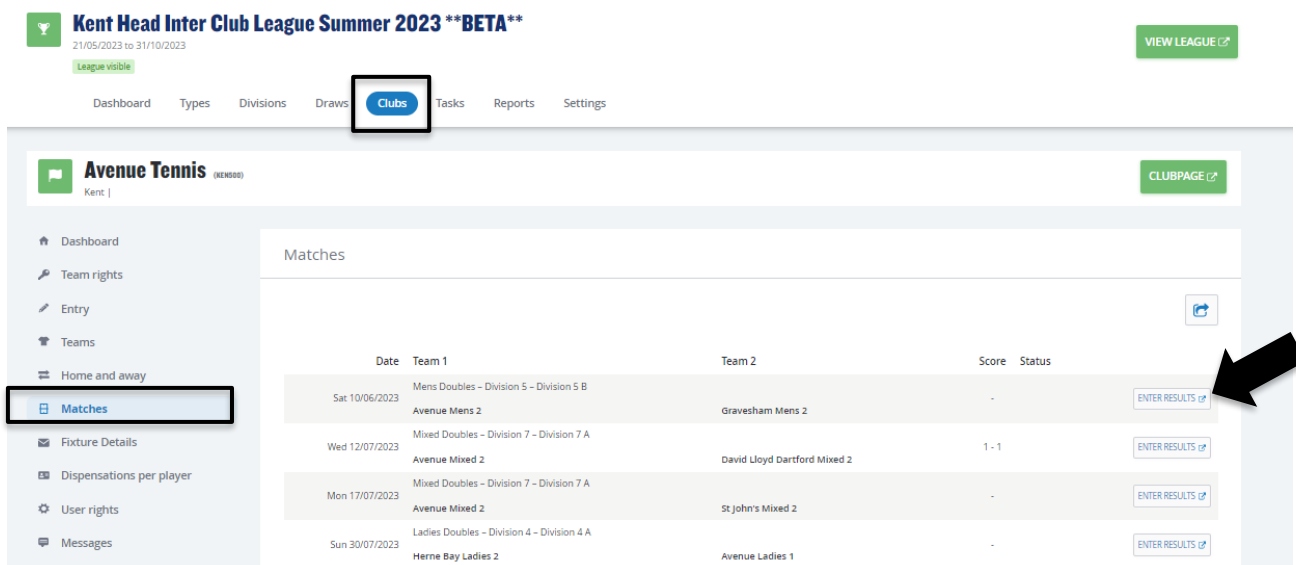 Kent Head Inter Club League Summer 2023 **BETA**
21/05/2023 to 31/10/2023
League visible
VIEW LEAGUE
Dashboard Types Divisions Draws Clubs Tasks Reports Settings
Avenue Tennis (KEN500)
Kent |
CLUBPAGE
Dashboard
Team rights
Entry
Teams
Home and away
Matches
Fixture Details
Dispensations per player
User rights
Messages
Matches
Date Team 1 Team 2 Score Status
Mens Doubles – Division 5 – Division 5 B
Sat 10/06/2023 Avenue Mens 2 Gravesham Mens 2 - ENTER RESULTS
Mixed Doubles – Division 7 – Division 7 A
Wed 12/07/2023 Avenue Mixed 2 David Lloyd Dartford Mixed 2 1 - 1 ENTER RESULTS
Mixed Doubles – Division 7 – Division 7 A
Mon 17/07/2023 Avenue Mixed 2 St John's Mixed 2 - ENTER RESULTS
Ladies Doubles – Division 4 – Division 4 A
Sun 30/07/2023 Herne Bay Ladies 2 Avenue Ladies 1 - ENTER RESULTS